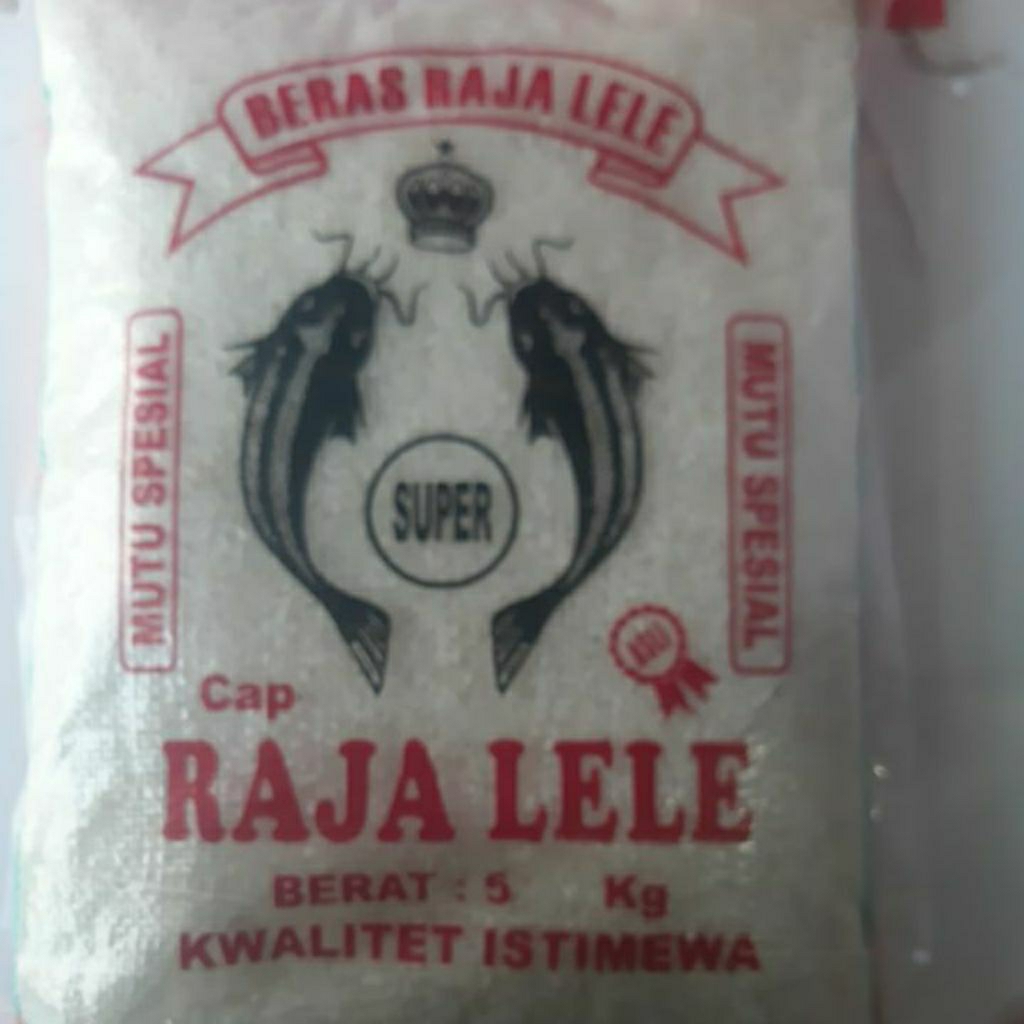 BERAS RAJA LELE
MUTU SPESIAL
MUTU SPESIAL
SUPER
Cap
RAJA LELE
BERAT : 5 Kg
KWALITET ISTIMEWA